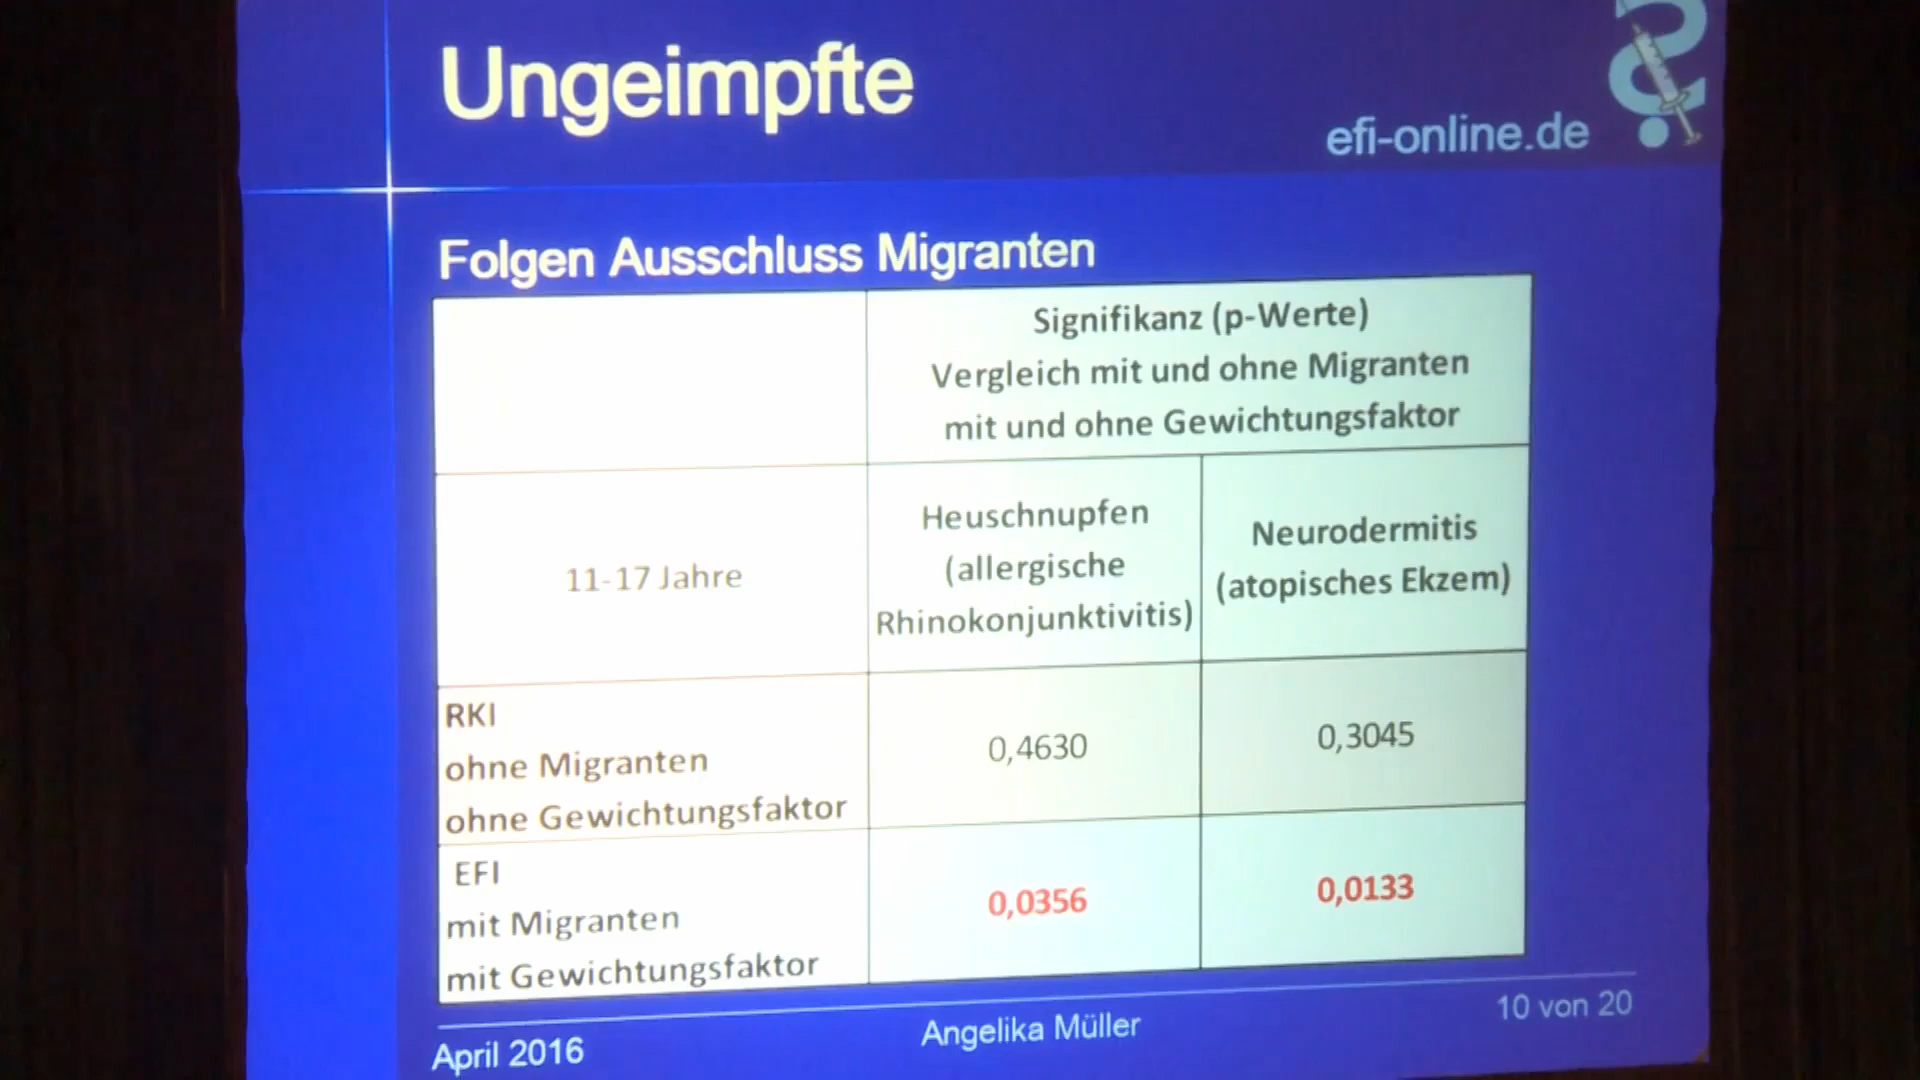 Ungeimpfte
efi-online.de
Folgen Ausschluss Migranten
Signifikanz (p-Werte)
Vergleich mit und ohne Migranten
mit und ohne Gewichtungsfaktor
11-17 Jahre
Heuschnupfen
(allergische
Rhinokonjunktivitis)
Neurodermitis
(atopisches Ekzem)
RKI
ohne Migranten
ohne Gewichtungsfaktor
0,4630
0,3045
EFI
mit Migranten
mit Gewichtungsfaktor
0,0356
0,0133
April 2016
Angelika Müller
10 von 20